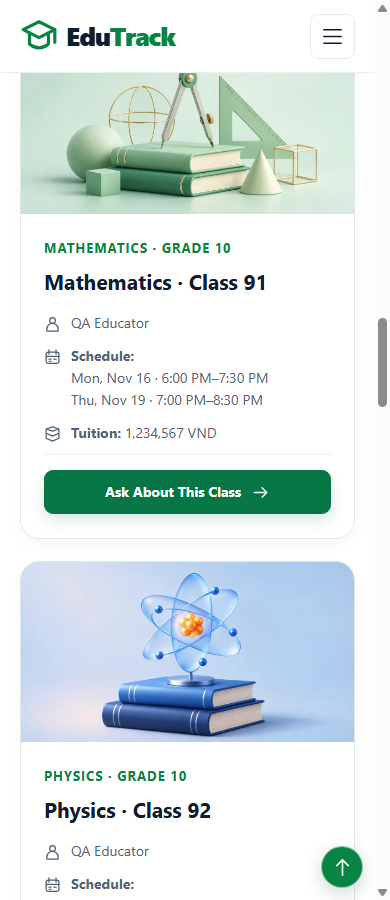 EduTrack
MATHEMATICS · GRADE 10
Mathematics · Class 91
QA Educator
Schedule:
Mon, Nov 16 · 6:00 PM–7:30 PM
Thu, Nov 19 · 7:00 PM–8:30 PM
Tuition: 1,234,567 VND
Ask About This Class →
PHYSICS · GRADE 10
Physics · Class 92
QA Educator
Schedule: